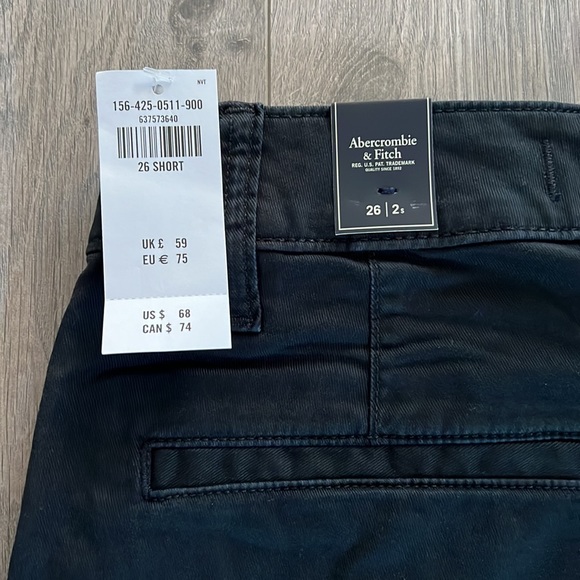 NVT
156-425-0511-900
637573640
26 SHORT
UK £ 59
EU € 75
US $ 68
CAN $ 74
Abercrombie
& Fitch
REG. U.S. PAT. TRADEMARK
QUALITY SINCE 1892
26 | 2 s